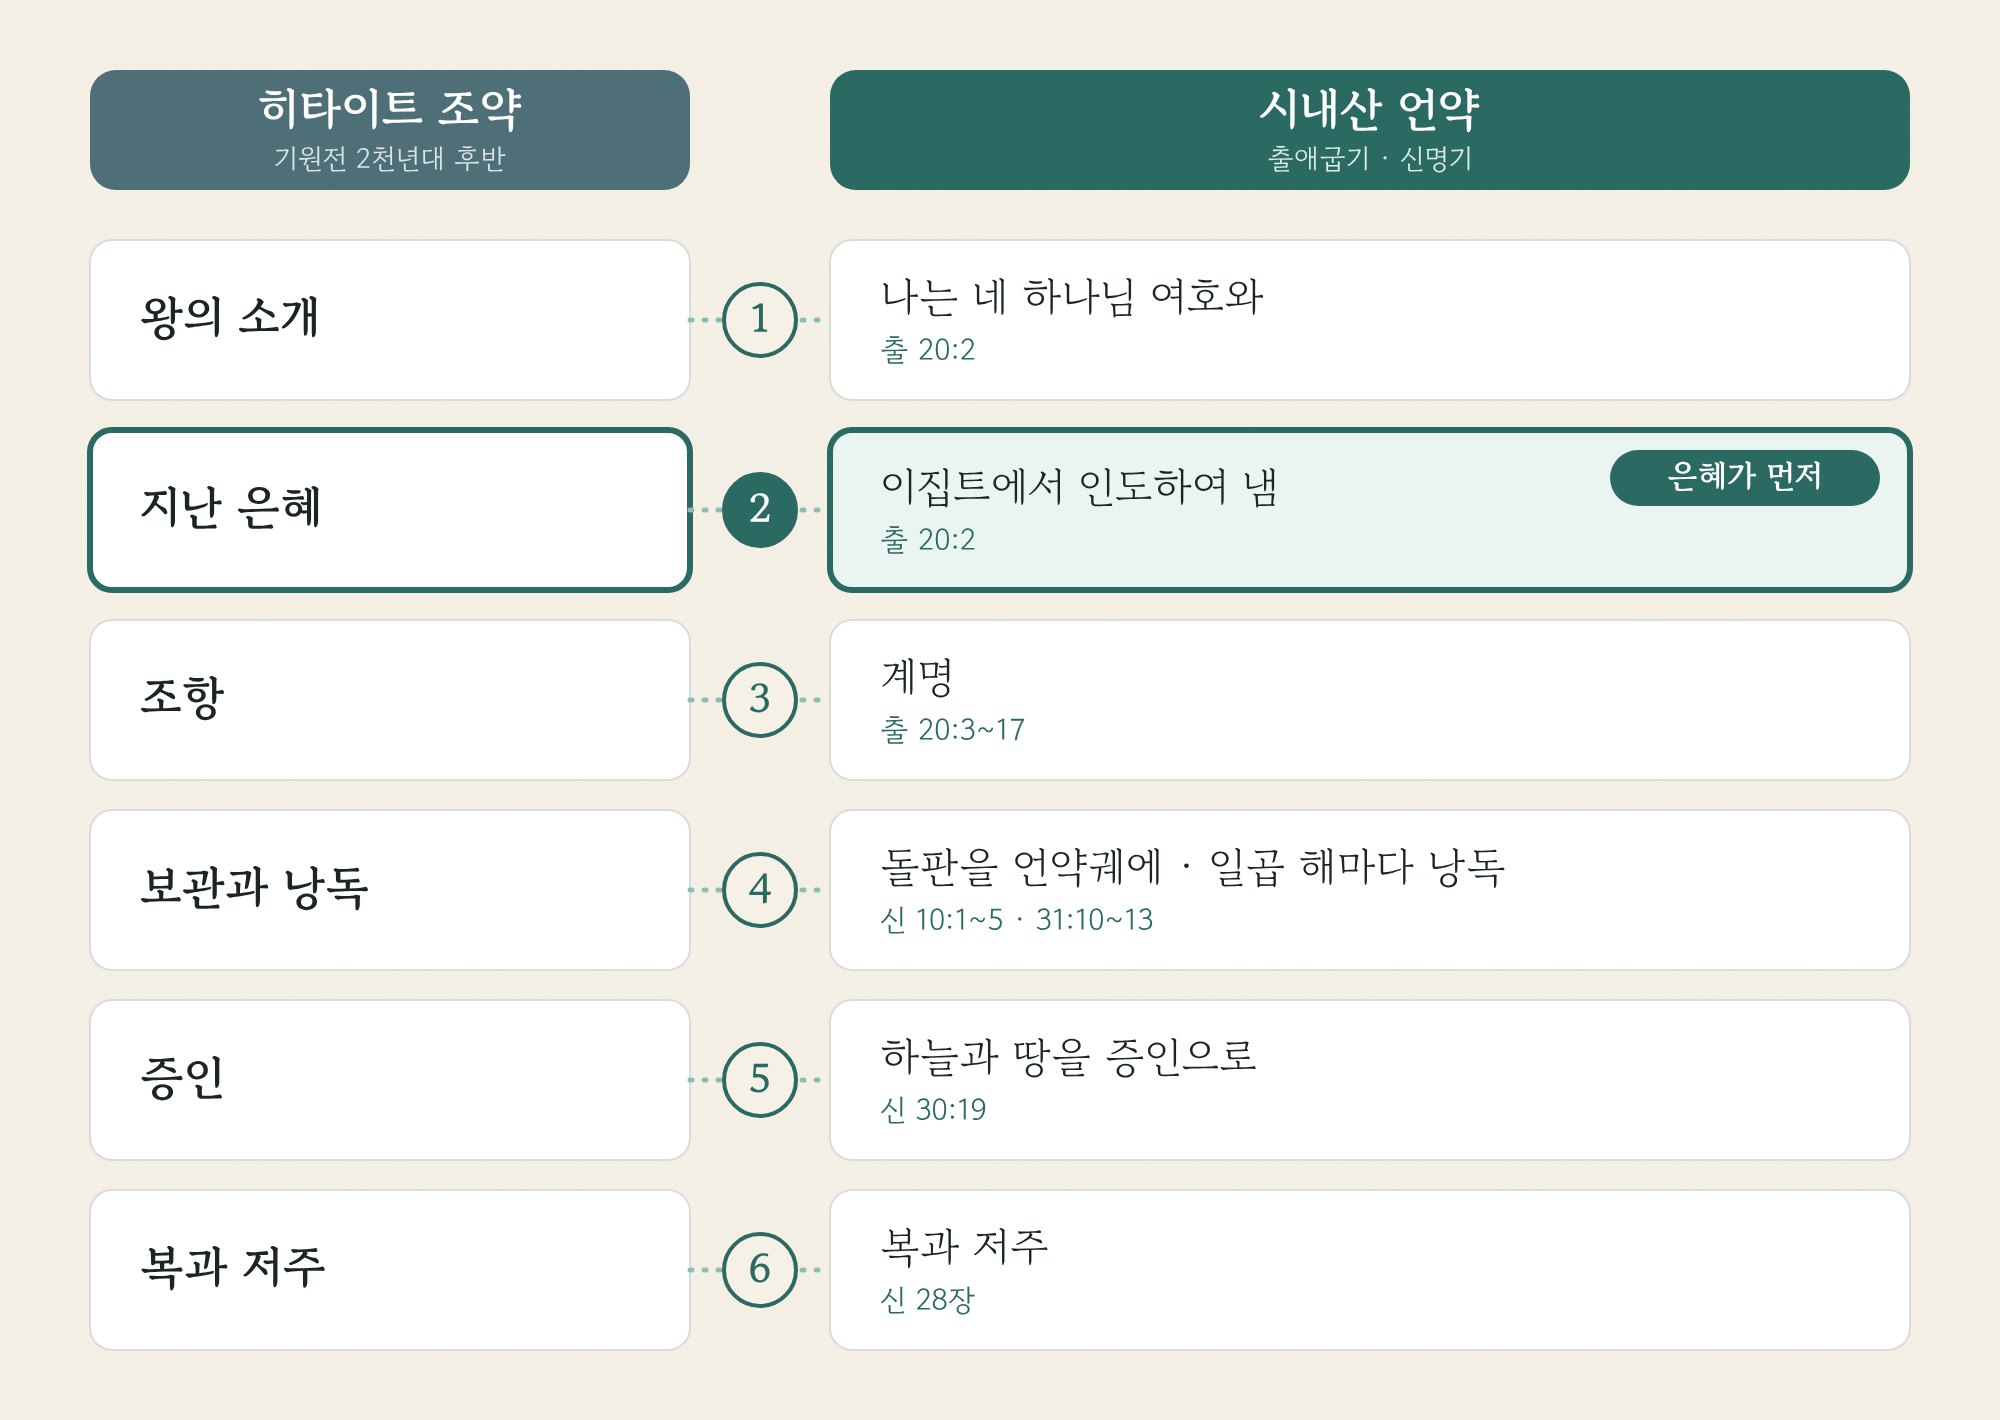 히타이트 조약
기원전 2천년대 후반
시내산 언약
출애굽기 · 신명기
왕의 소개
1
나는 네 하나님 여호와
출 20:2
지난 은혜
2
이집트에서 인도하여 냄
출 20:2
은혜가 먼저
조항
3
계명
출 20:3~17
보관과 낭독
4
돌판을 언약궤에 · 일곱 해마다 낭독
신 10:1~5 · 31:10~13
증인
5
하늘과 땅을 증인으로
신 30:19
복과 저주
6
복과 저주
신 28장